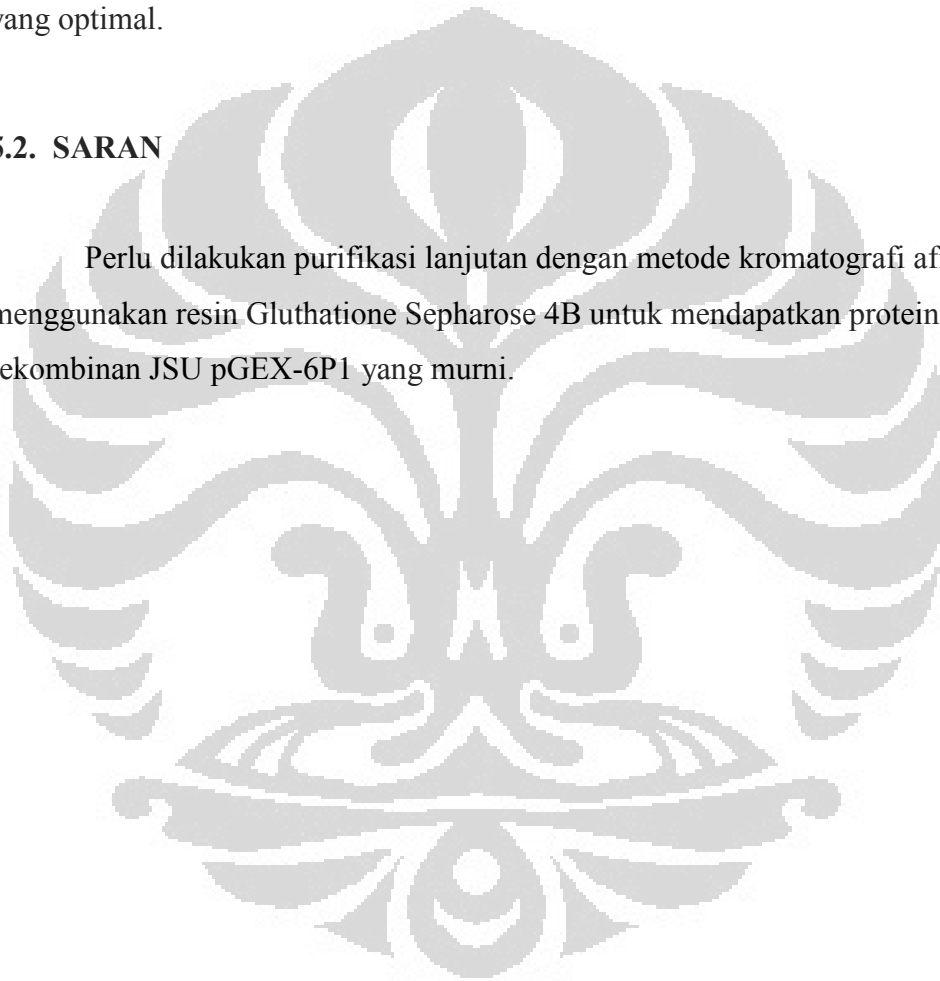 yang optimal.
5.2. SARAN
Perlu dilakukan purifikasi lanjutan dengan metode kromatografi
menggunakan resin Gluthatione Sepharose 4B untuk mendapatkan protein
rekombinan JSU pGEX-6P1 yang murni.